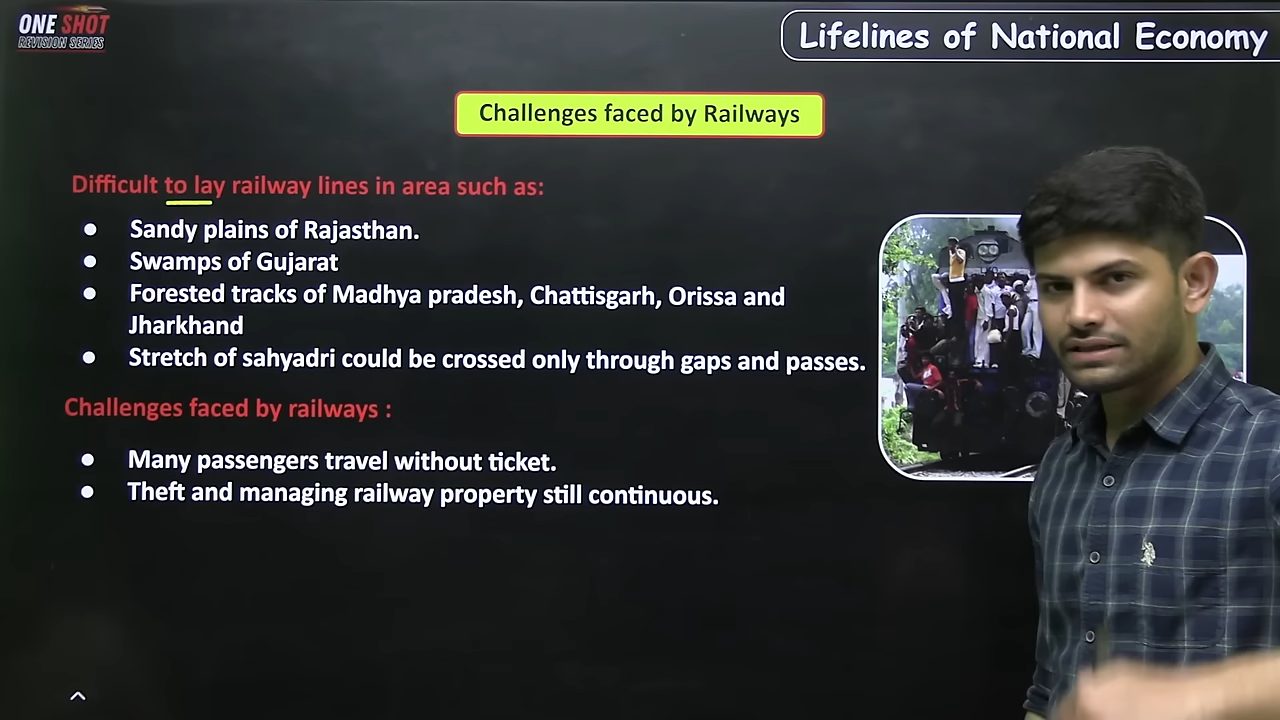 ONE SHOT
REVISION SERIES
Lifelines of National Economy
Challenges faced by Railways
Difficult to lay railway lines in area such as:
● Sandy plains of Rajasthan.
● Swamps of Gujarat
● Forested tracks of Madhya pradesh, Chattisgarh, Orissa and
Jharkhand
● Stretch of sahyadri could be crossed only through gaps and passes.
Challenges faced by railways :
● Many passengers travel without ticket.
● Theft and managing railway property still continuous.